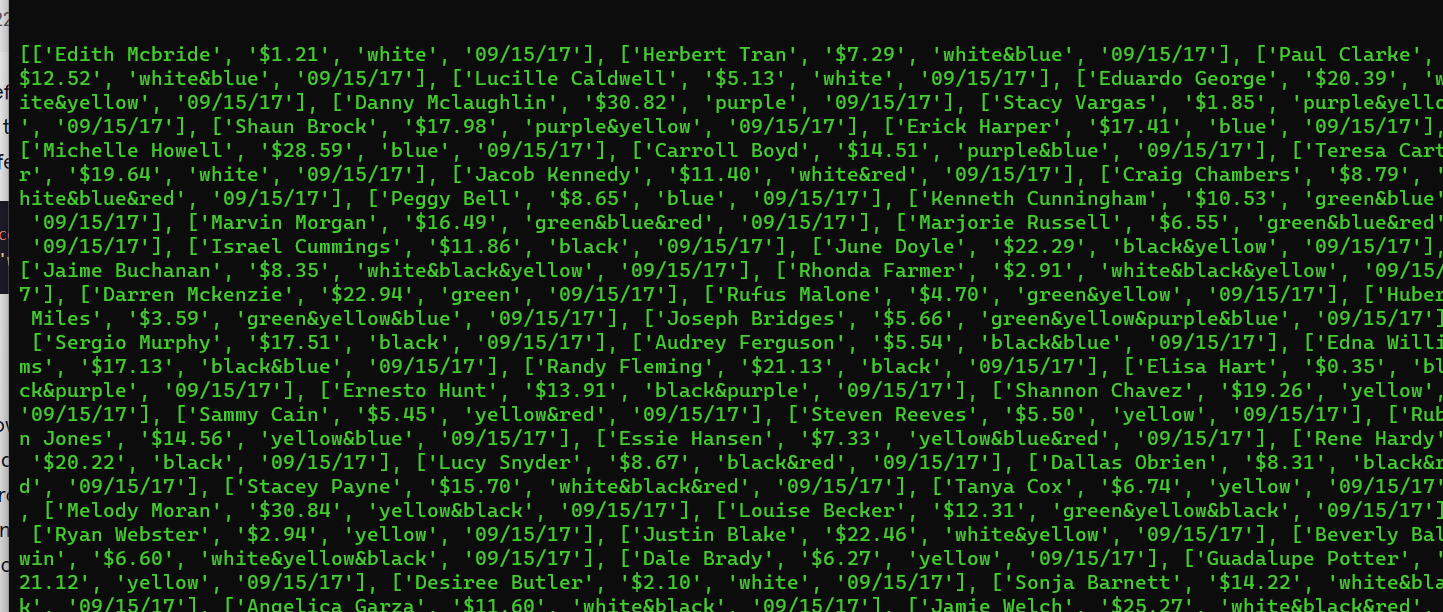 [['Edith Mcbride', '$1.21', 'white', '09/15/17'], ['Herbert Tran', '$7.29', 'white&blue', '09/15/17'], ['Paul Clarke',
$12.52', 'white&blue', '09/15/17'], ['Lucille Caldwell', '$5.13', 'white', '09/15/17'], ['Eduardo George', '$20.39', 'w
ite&yellow', '09/15/17'], ['Danny Mclaughlin', '$30.82', 'purple', '09/15/17'], ['Stacy Vargas', '$1.85', 'purple&yello
', '09/15/17'], ['Shaun Brock', '$17.98', 'purple&yellow', '09/15/17'], ['Erick Harper', '$17.41', 'blue', '09/15/17'],
['Michelle Howell', '$28.59', 'blue', '09/15/17'], ['Carroll Boyd', '$14.51', 'purple&blue', '09/15/17'], ['Teresa Cart
r', '$19.64', 'white', '09/15/17'], ['Jacob Kennedy', '$11.40', 'white&red', '09/15/17'], ['Craig Chambers', '$8.79', '
hite&blue&red', '09/15/17'], ['Peggy Bell', '$8.65', 'blue', '09/15/17'], ['Kenneth Cunningham', '$10.53', 'green&blue'
'09/15/17'], ['Marvin Morgan', '$16.49', 'green&blue&red', '09/15/17'], ['Marjorie Russell', '$6.55', 'green&blue&red'
'09/15/17'], ['Israel Cummings', '$11.86', 'black', '09/15/17'], ['June Doyle', '$22.29', 'black&yellow', '09/15/17'],
['Jaime Buchanan', '$8.35', 'white&black&yellow', '09/15/17'], ['Rhonda Farmer', '$2.91', 'white&black&yellow', '09/15/
7'], ['Darren Mckenzie', '$22.94', 'green', '09/15/17'], ['Rufus Malone', '$4.70', 'green&yellow', '09/15/17'], ['Huber
Miles', '$3.59', 'green&yellow&blue', '09/15/17'], ['Joseph Bridges', '$5.66', 'green&yellow&purple&blue', '09/15/17']
['Sergio Murphy', '$17.51', 'black', '09/15/17'], ['Audrey Ferguson', '$5.54', 'black&blue', '09/15/17'], ['Edna Willi
ms', '$17.13', 'black&blue', '09/15/17'], ['Randy Fleming', '$21.13', 'black', '09/15/17'], ['Elisa Hart', '$0.35', 'bl
ck&purple', '09/15/17'], ['Ernesto Hunt', '$13.91', 'black&purple', '09/15/17'], ['Shannon Chavez', '$19.26', 'yellow',
'09/15/17'], ['Sammy Cain', '$5.45', 'yellow&red', '09/15/17'], ['Steven Reeves', '$5.50', 'yellow', '09/15/17'], ['Rub
n Jones', '$14.56', 'yellow&blue', '09/15/17'], ['Essie Hansen', '$7.33', 'yellow&blue&red', '09/15/17'], ['Rene Hardy'
'$20.22', 'black', '09/15/17'], ['Lucy Snyder', '$8.67', 'black&red', '09/15/17'], ['Dallas Obrien', '$8.31', 'black&r
d', '09/15/17'], ['Stacey Payne', '$15.70', 'white&black&red', '09/15/17'], ['Tanya Cox', '$6.74', 'yellow', '09/15/17'
, ['Melody Moran', '$30.84', 'yellow&black', '09/15/17'], ['Louise Becker', '$12.31', 'green&yellow&black', '09/15/17']
['Ryan Webster', '$2.94', 'yellow', '09/15/17'], ['Justin Blake', '$22.46', 'white&yellow', '09/15/17'], ['Beverly Bal
win', '$6.60', 'white&yellow&black', '09/15/17'], ['Dale Brady', '$6.27', 'yellow', '09/15/17'], ['Guadalupe Potter', '
21.12', 'yellow', '09/15/17'], ['Desiree Butler', '$2.10', 'white', '09/15/17'], ['Sonja Barnett', '$14.22', 'white&bla
k', '09/15/17'], ['Angelica Garza', '$11.60', 'white&black', '09/15/17'], ['Jamie Welch', '$25.27', 'white&black&red',